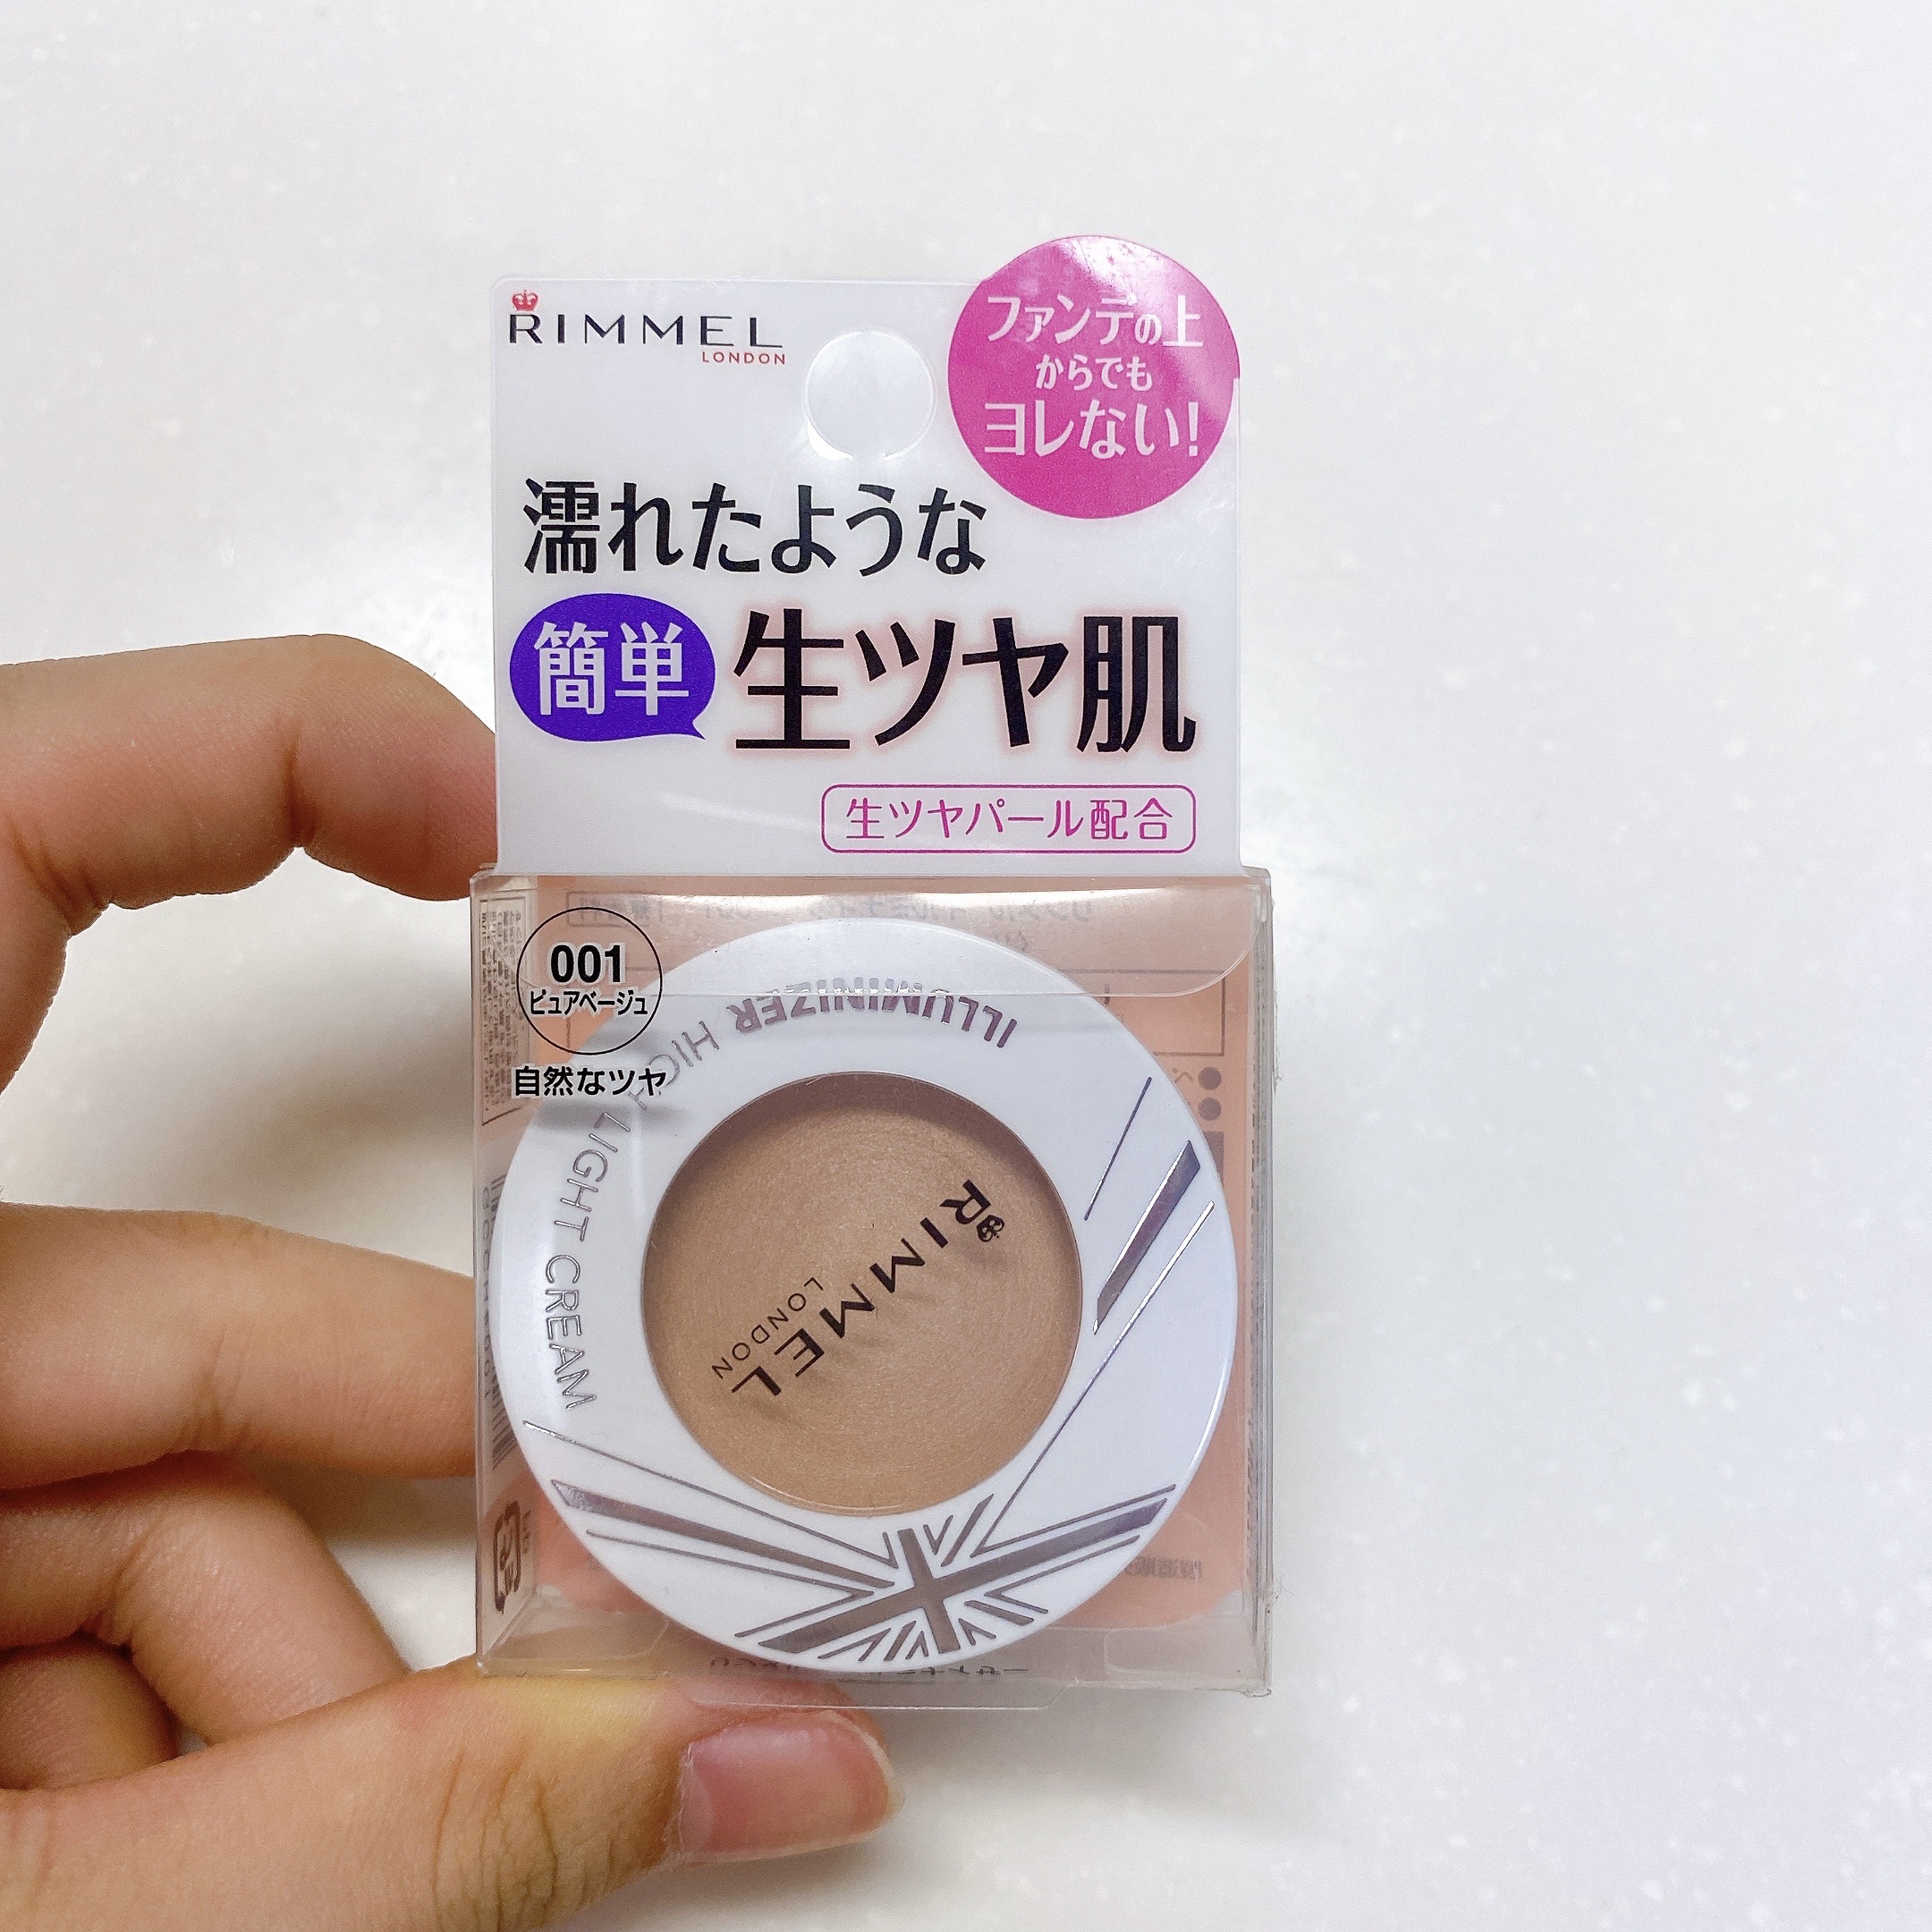 RIMMEL
LONDON
ファンデの上
からでも
ヨレない!
濡れたような
簡単
生ツヤ肌
生ツヤパール配合
001
ピュアベージュ
自然なツヤ
ILLUMINIZER HIGH LIGHT CREAM
RIMMEL
LONDON